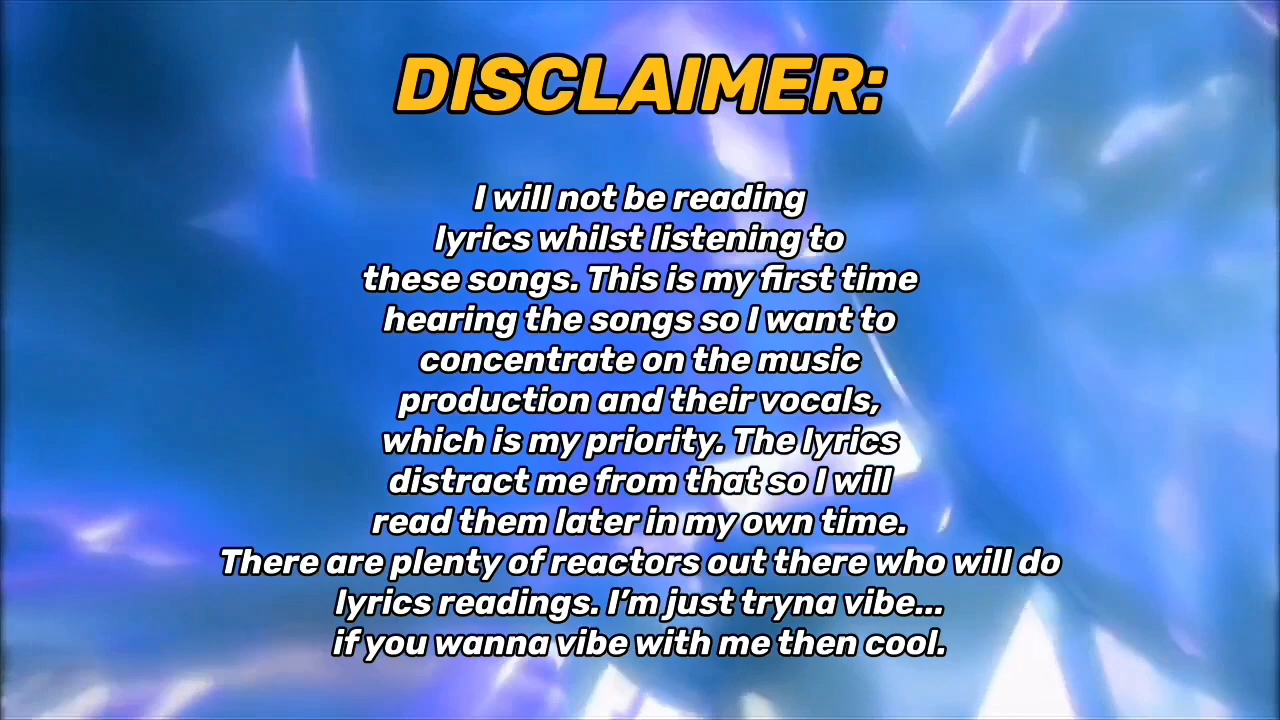 DISCLAIMER:
I will not be reading
lyrics whilst listening to
these songs. This is my first time
hearing the songs so I want to
concentrate on the music
production and their vocals,
which is my priority. The lyrics
distract me from that so I will
read them later in my own time.
There are plenty of reactors out there who will do
lyrics readings. I'm just tryna vibe...
if you wanna vibe with me then cool.